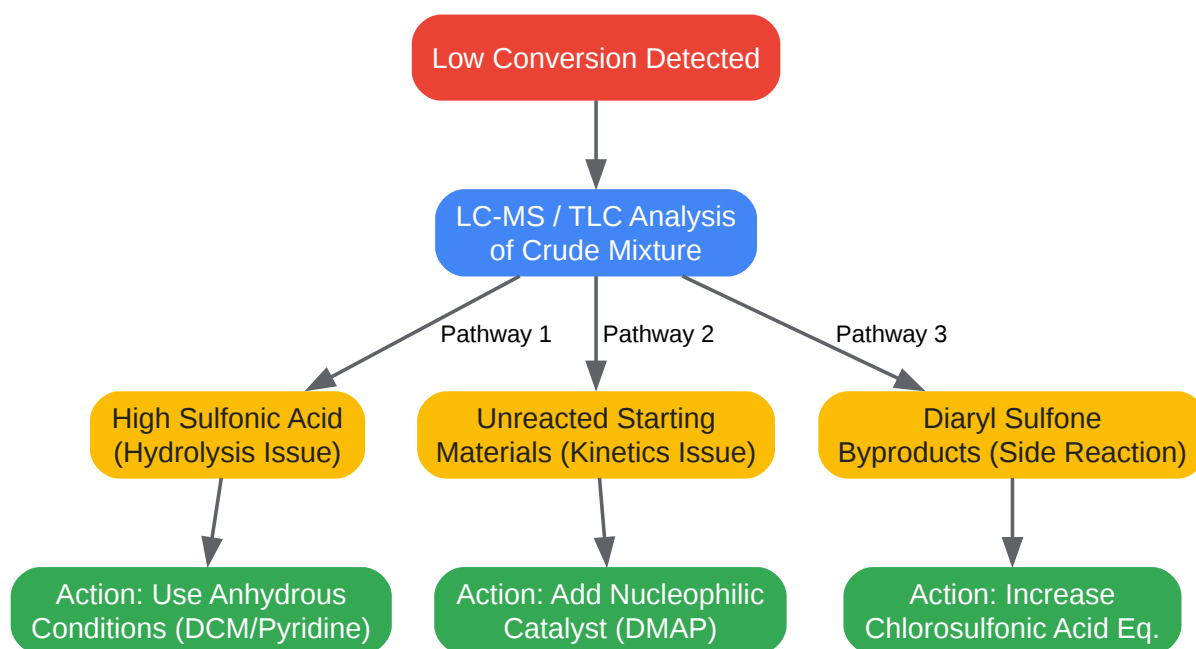 Low Conversion Detected
LC-MS / TLC Analysis
of Crude Mixture
Pathway 1
Pathway 2
Pathway 3
High Sulfonic Acid
(Hydrolysis Issue)
Unreacted Starting
Materials (Kinetics Issue)
Diaryl Sulfone
Byproducts (Side Reaction)
Action: Use Anhydrous
Conditions (DCM/Pyridine)
Action: Add Nucleophilic
Catalyst (DMAP)
Action: Increase
Chlorosulfonic Acid Eq.